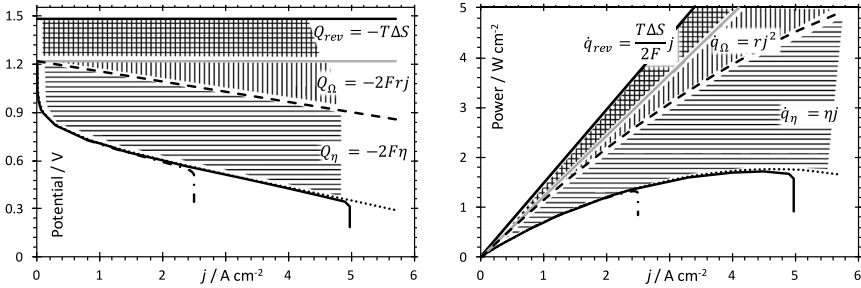 1.5
1.2
0.9
0.6
0.3
0
Potential / V
Q_rev = −TΔS
Q_Ω = −2Frj
Q_η = −2Fη
0 1 2 3 4 5 6
j / A cm⁻²
5
4
3
2
1
0
Power / W cm⁻²
q̇_rev = TΔS/2F j
q̇_Ω = rj²
q̇_η = ηj
0 1 2 3 4 5 6
j / A cm⁻²